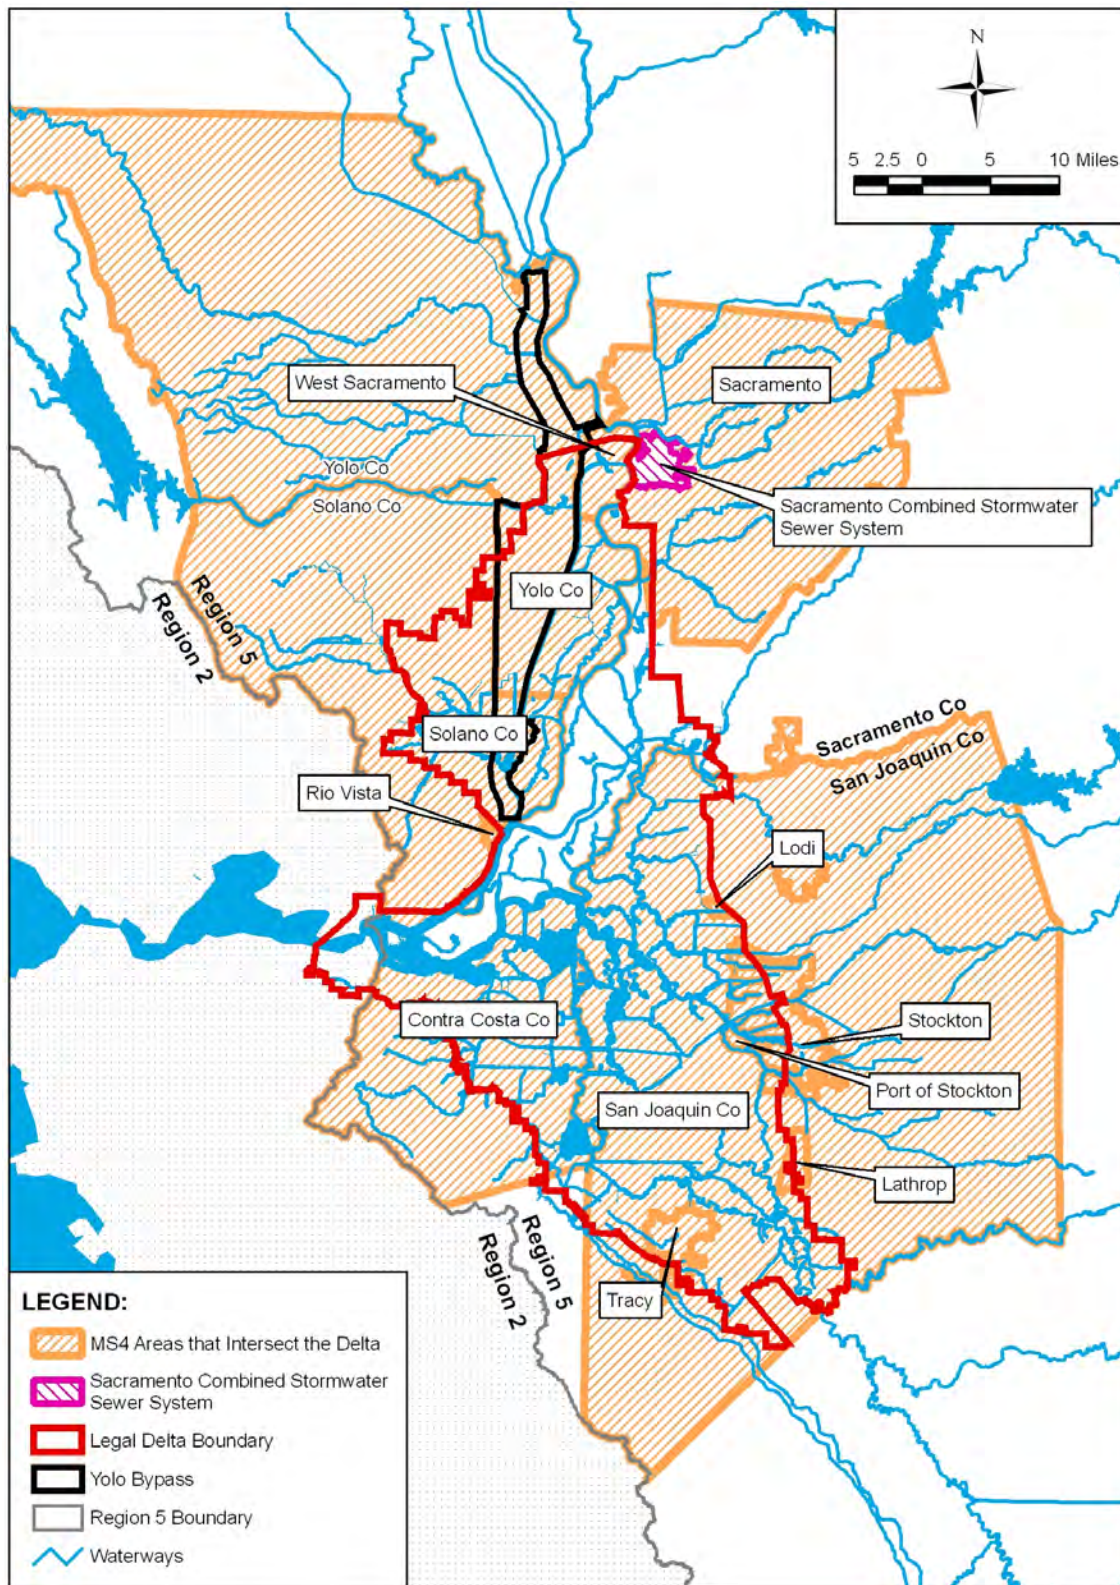 N
5 2.5 0 5 10 Miles
West Sacramento
Sacramento
Yolo Co
Solano Co
Sacramento Combined Stormwater
Sewer System
Yolo Co
Region 5
Region 2
Solano Co
Sacramento Co
San Joaquin Co
Rio Vista
Lodi
Contra Costa Co
Stockton
Port of Stockton
San Joaquin Co
Lathrop
Region 5
Region 2
Tracy
LEGEND:
MS4 Areas that Intersect the Delta
Sacramento Combined Stormwater
Sewer System
Legal Delta Boundary
Yolo Bypass
Region 5 Boundary
Waterways